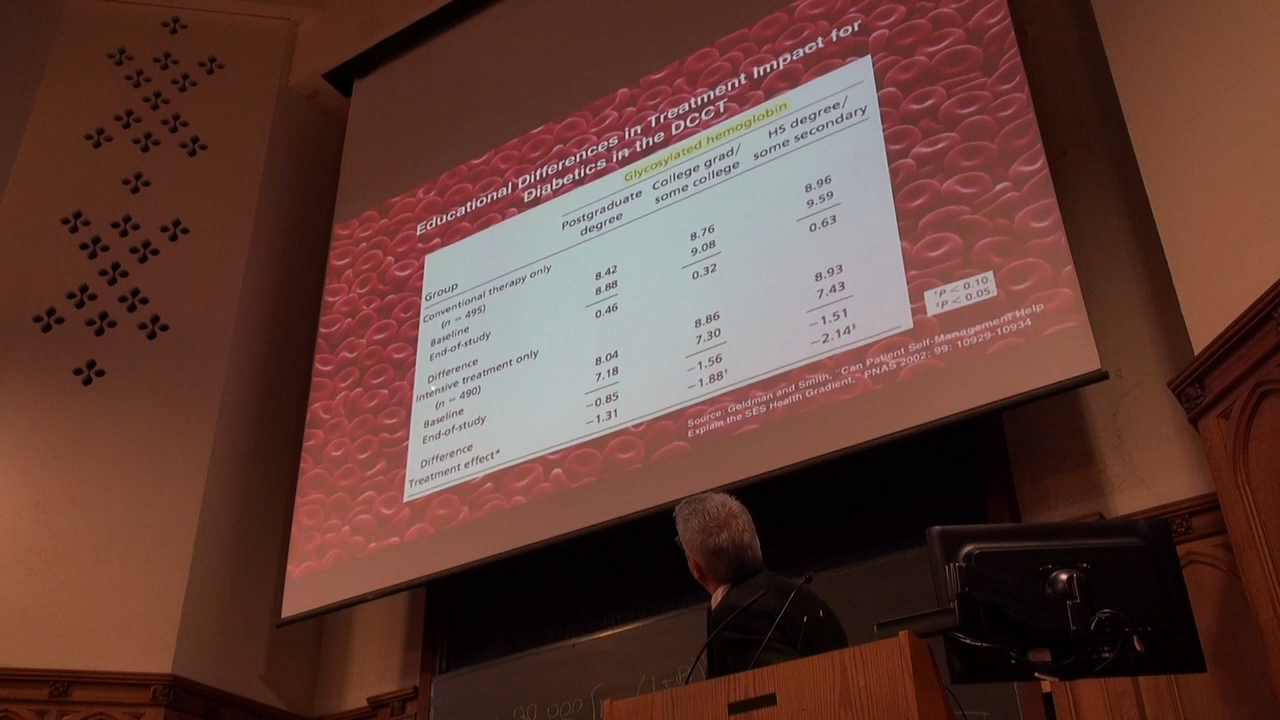 Educational Differences in Treatment Impact for
Diabetics in the DCCT
Glycosylated hemoglobin
Postgraduate College grad/ HS degree/
Group degree some college some secondary
Conventional therapy only
(n = 495)
Baseline 8.42 8.76 8.96
End-of-study 8.88 9.08 9.59
Difference 0.46 0.32 0.63
Intensive treatment only
(n = 490)
Baseline 8.04 8.86 8.93
End-of-study 7.18 7.30 7.43
Difference −0.85 −1.56 −1.51
Treatment effect* −1.31 −1.88† −2.14‡
†P < 0.10.
‡P < 0.05.
Source: Goldman and Smith, "Can Patient Self-Management Help
Explain the SES Health Gradient," PNAS 2002; 99: 10929-10934